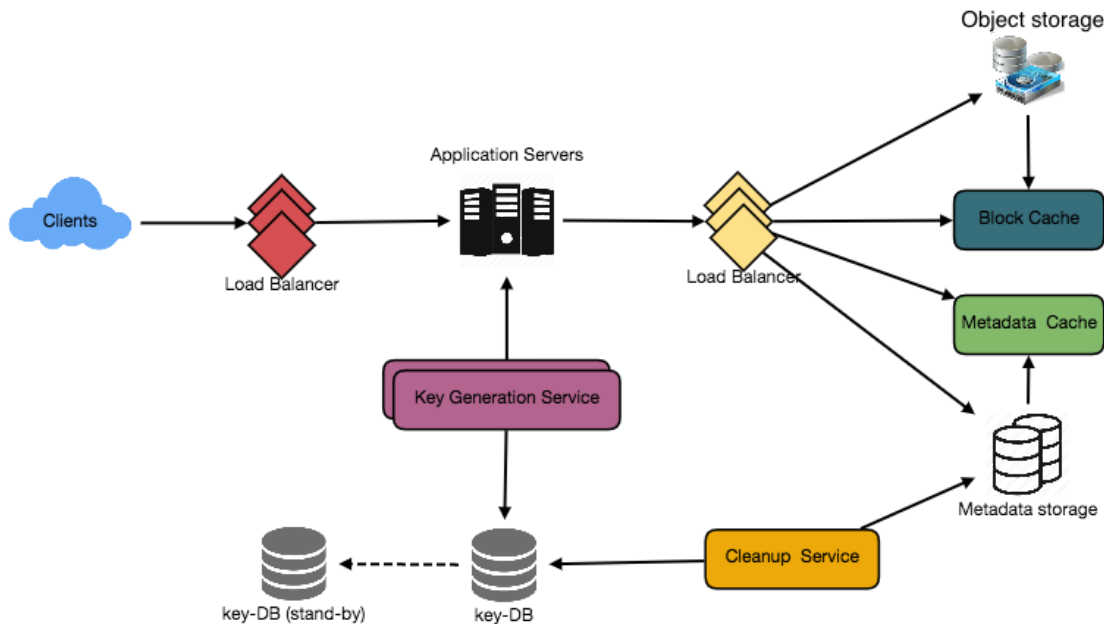 Object storage
Application Servers
Clients
Block Cache
Load Balancer
Load Balancer
Metadata Cache
Key Generation Service
Metadata storage
Cleanup Service
key-DB (stand-by)
key-DB